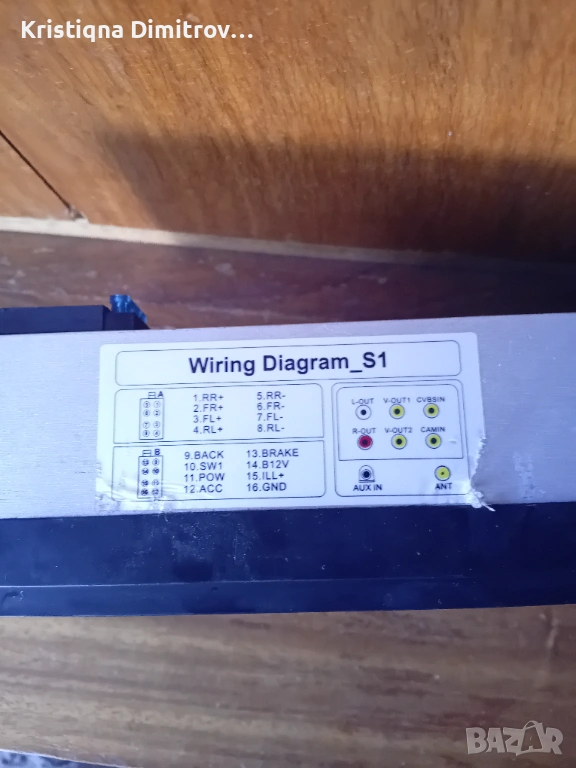 Kristiqna Dimitrov...
Wiring Diagram_S1
A
1.RR+ 5.RR-
2.FR+ 6.FR-
3.FL+ 7.FL-
4.RL+ 8.RL-
B
9.BACK 13.BRAKE
10.SW1 14.B12V
11.POW 15.ILL+
12.ACC 16.GND
L-OUT V-OUT1 CVBSIN
R-OUT V-OUT2 CAMIN
AUX IN ANT
BAZAR